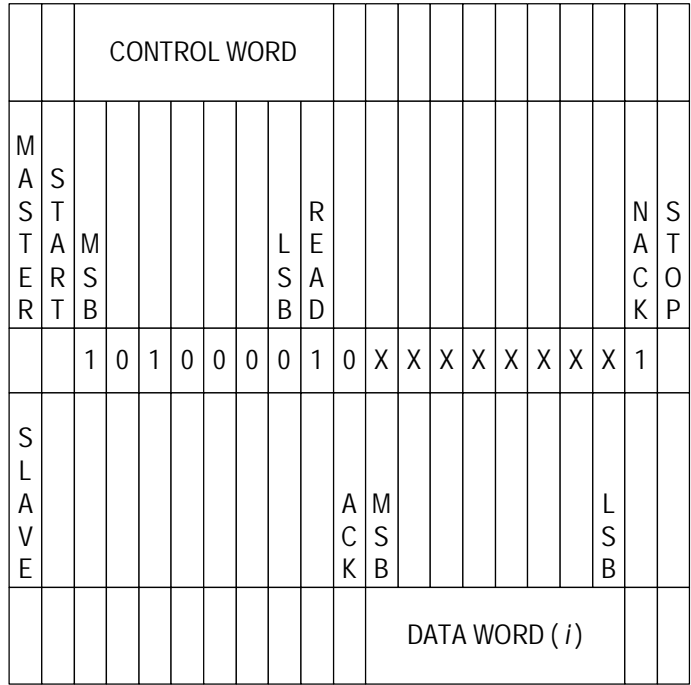 CONTROL WORD
MASTER
START
MSB
LSB
READ
NACK
STOP
1 0 1 0 0 0 0 1 0 X X X X X X X X 1
SLAVE
ACK
MSB
LSB
DATA WORD ( i )